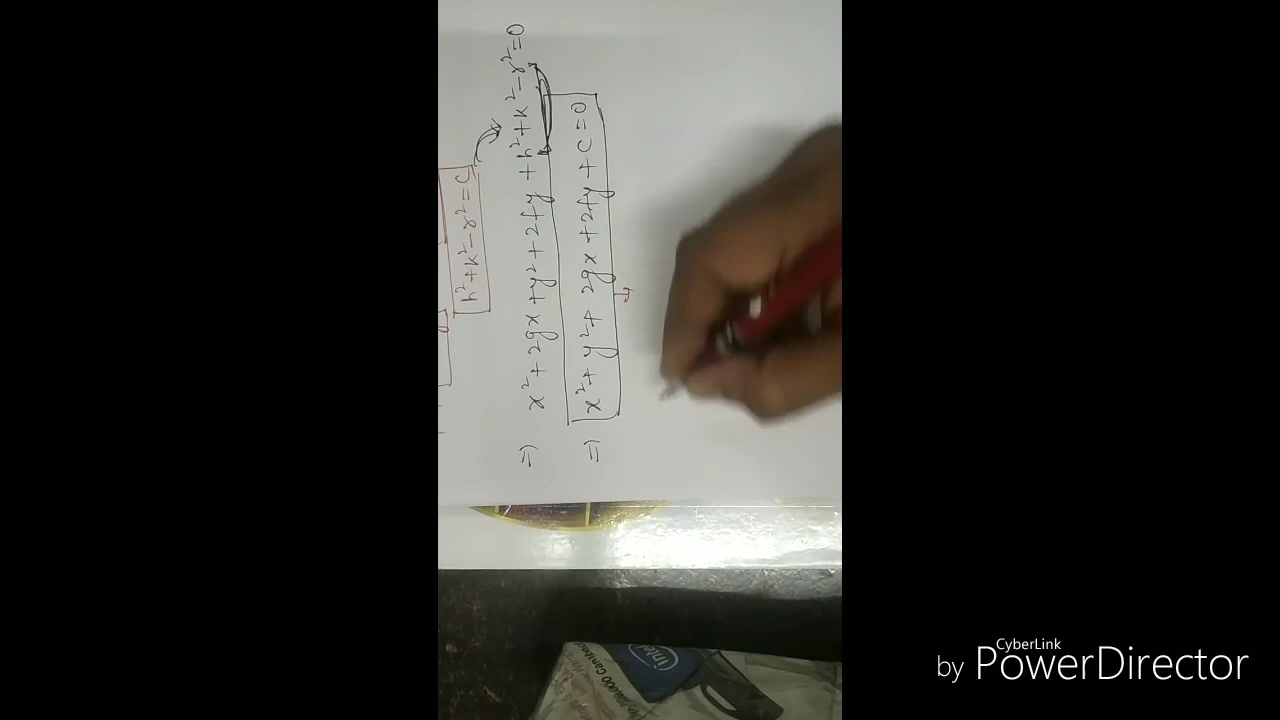 h²+k²-r²=c
=) x²+2gx+y²+2fy+h²+k²-r²=0
=) x²+y²+2gx+2fy+c=0
intel
CyberLink
by PowerDirector